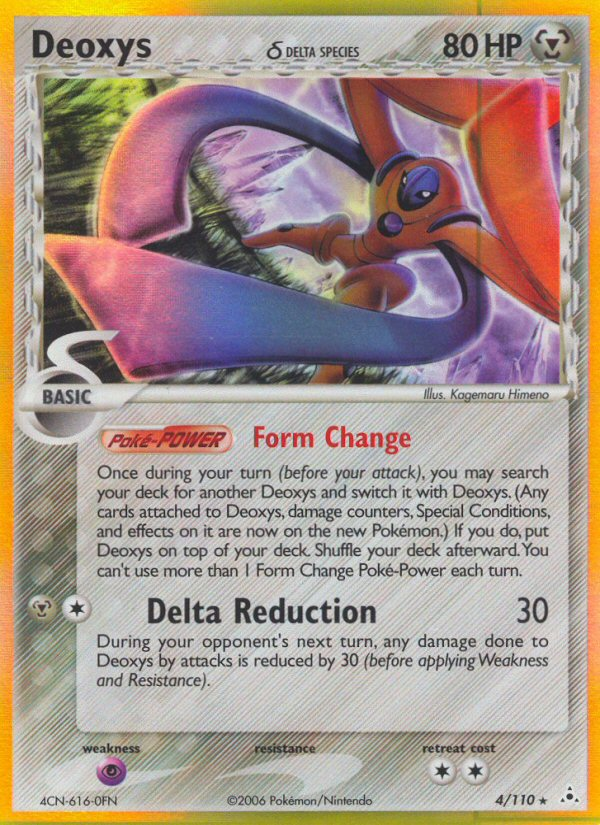 Deoxys δ DELTA SPECIES 80 HP
δ
BASIC
Illus. Kagemaru Himeno
Poké-POWER Form Change
Once during your turn (before your attack), you may search
your deck for another Deoxys and switch it with Deoxys. (Any
cards attached to Deoxys, damage counters, Special Conditions,
and effects on it are now on the new Pokémon.) If you do, put
Deoxys on top of your deck. Shuffle your deck afterward. You
can't use more than 1 Form Change Poké-Power each turn.
Delta Reduction 30
During your opponent's next turn, any damage done to
Deoxys by attacks is reduced by 30 (before applying Weakness
and Resistance).
weakness resistance retreat cost
4CN-616-0FN ©2006 Pokémon/Nintendo 4/110 ★